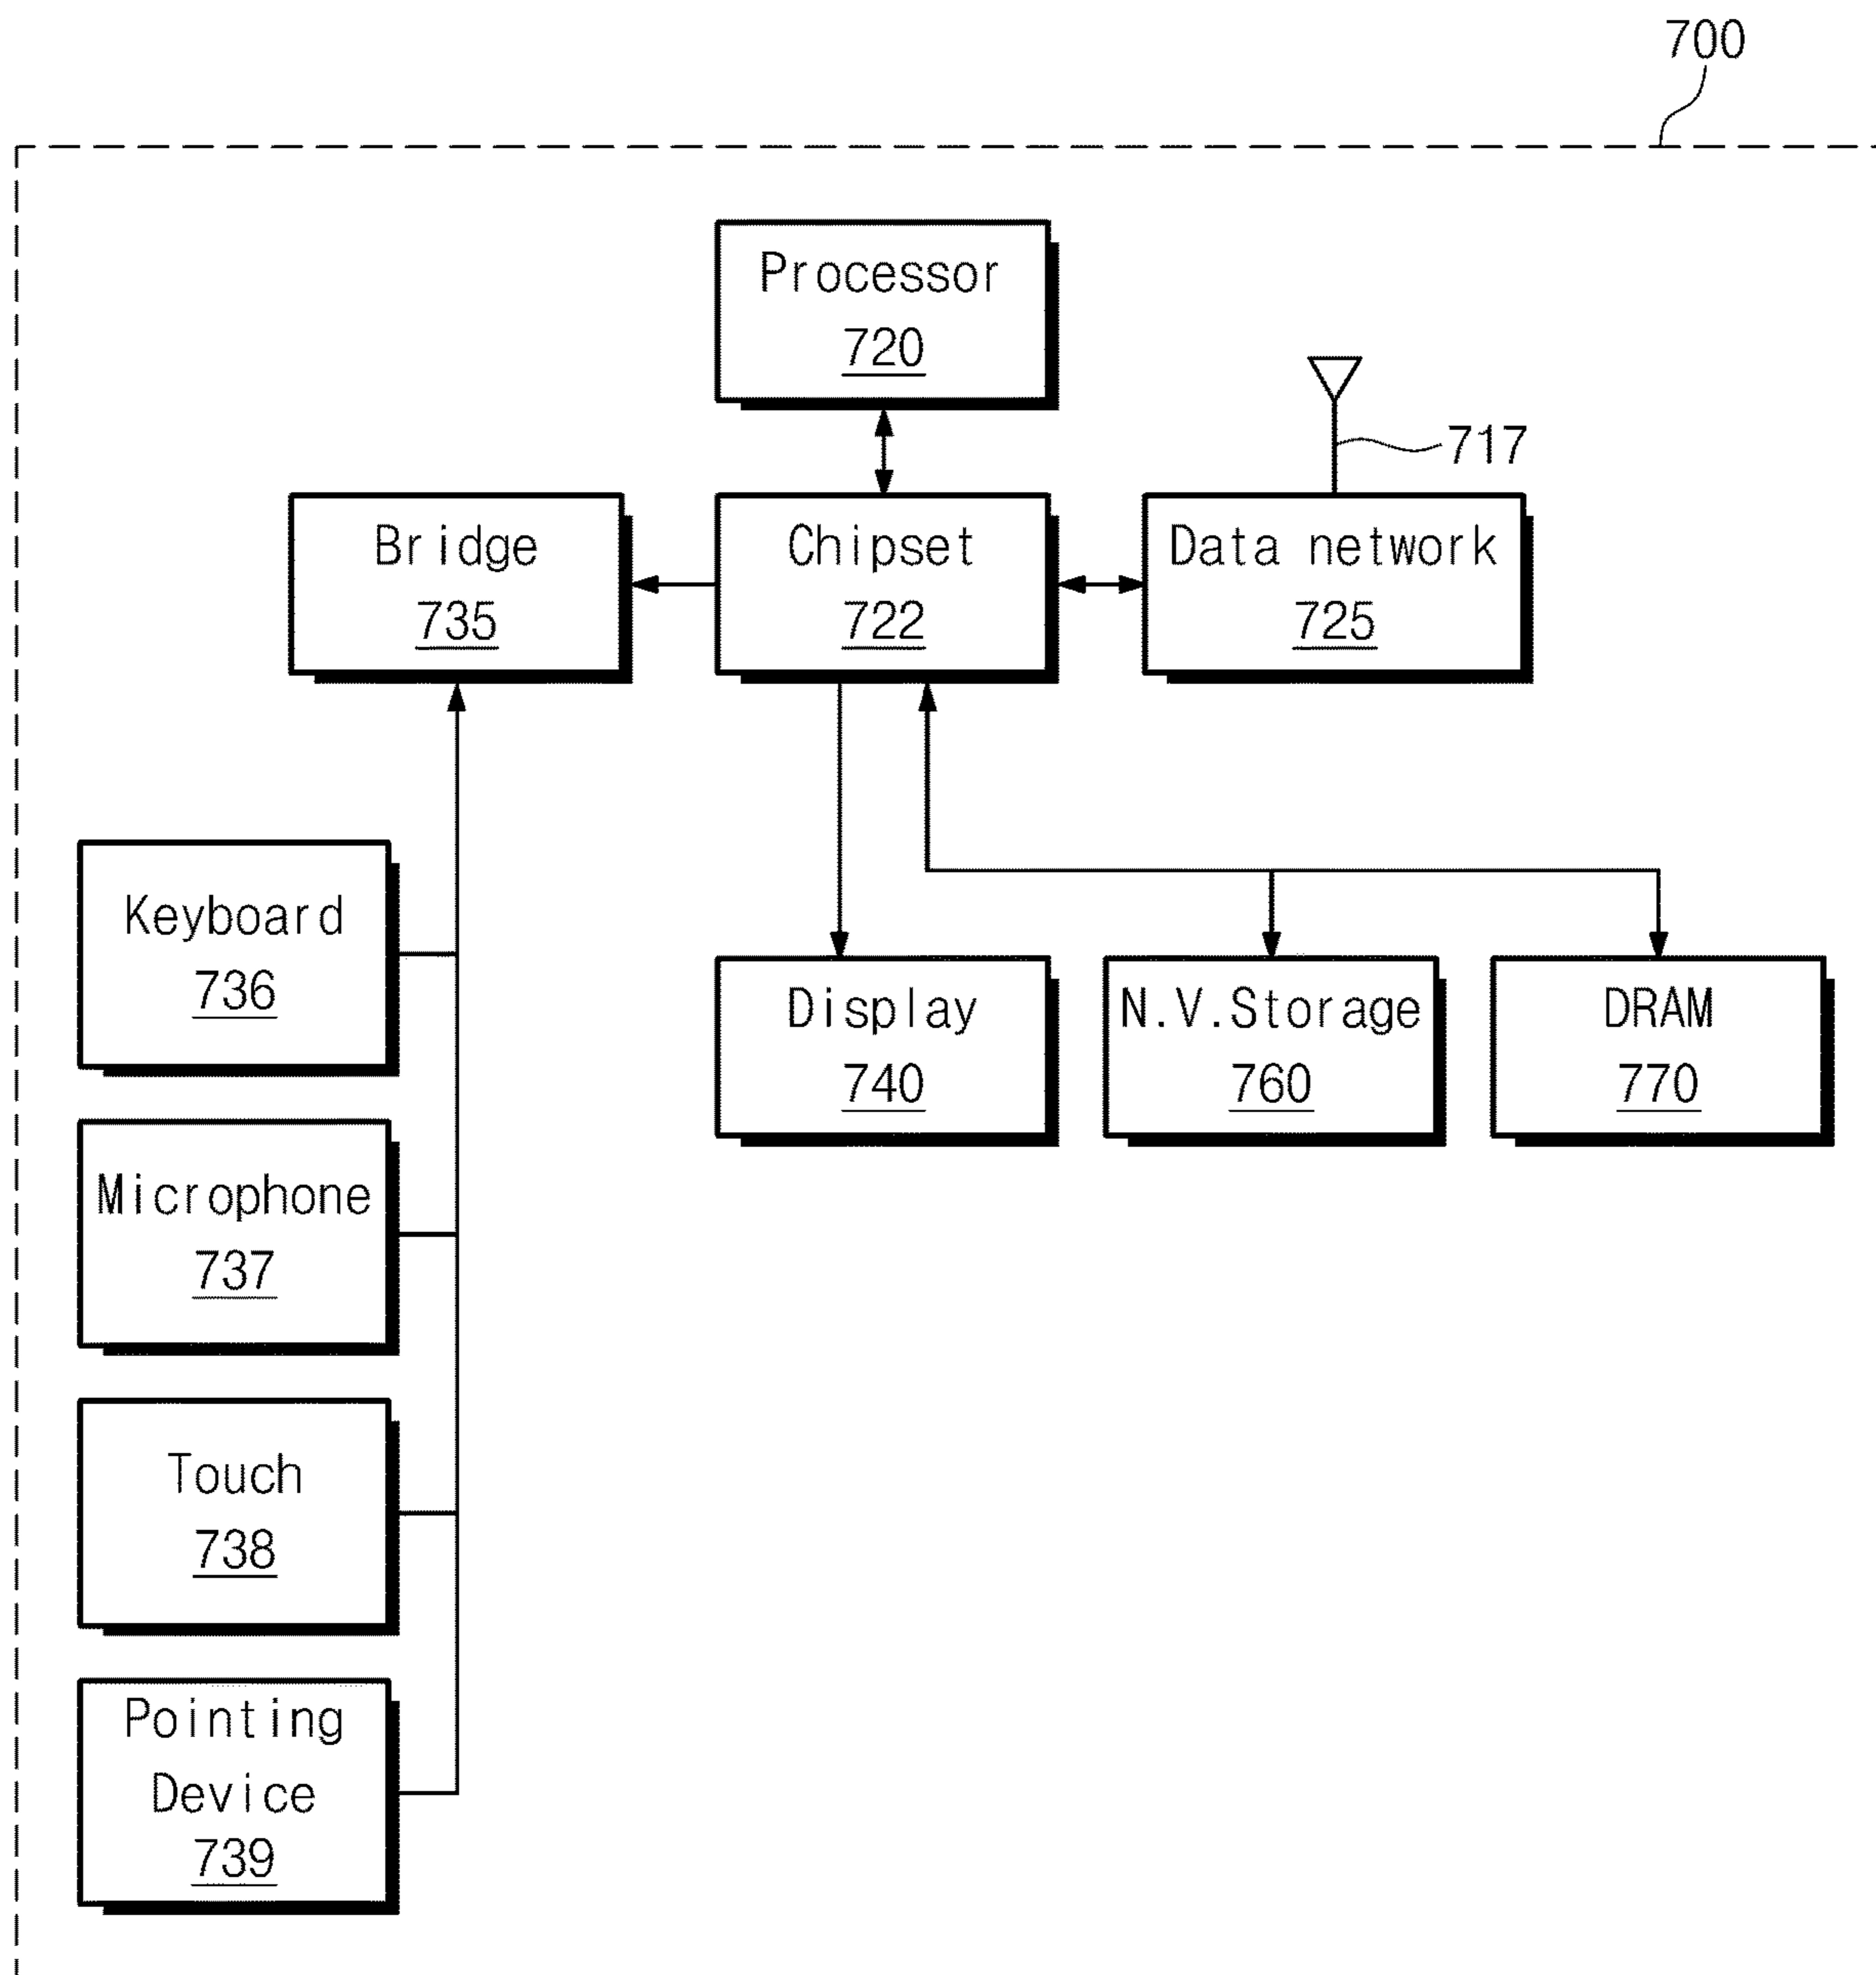 700
Processor
720
717
Bridge
735
Chipset
722
Data network
725
Keyboard
736
Display
740
N.V.Storage
760
DRAM
770
Microphone
737
Touch
738
Pointing
Device
739